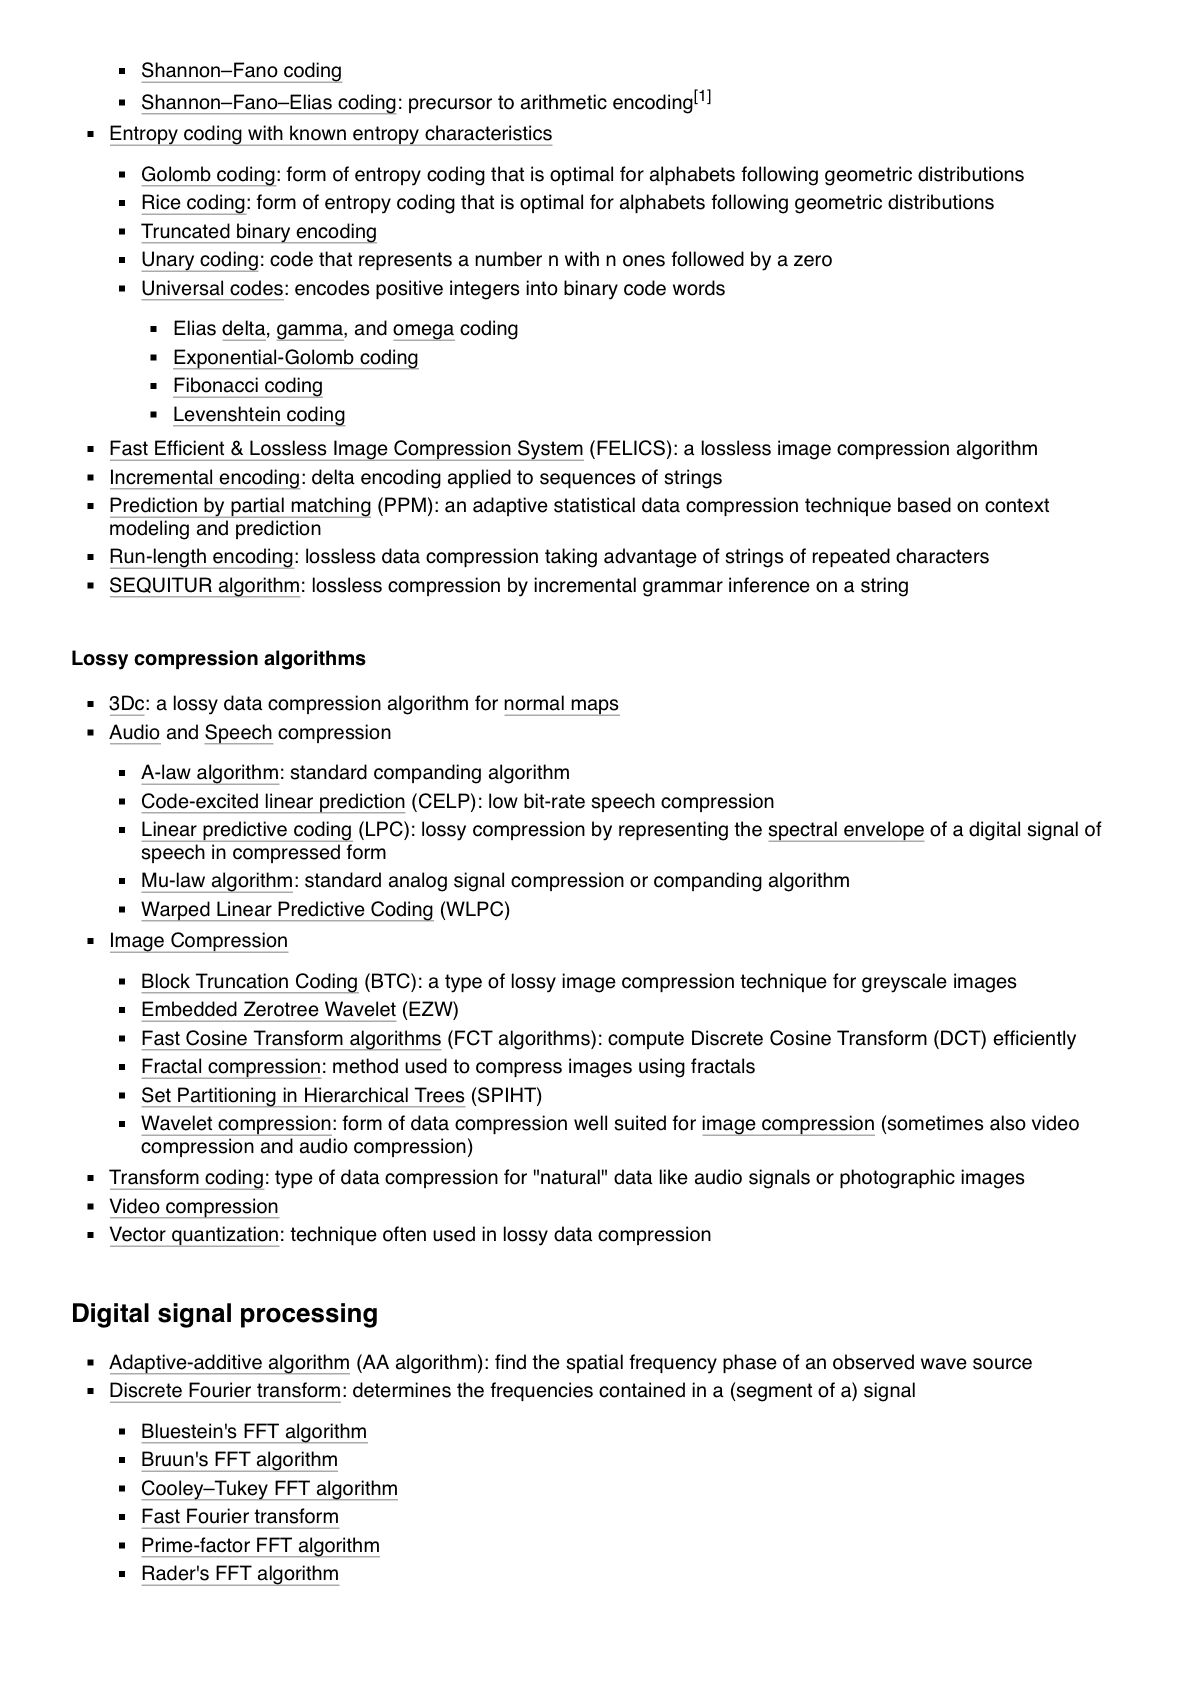 Shannon–Fano coding
Shannon–Fano–Elias coding: precursor to arithmetic encoding[1]
Entropy coding with known entropy characteristics
Golomb coding: form of entropy coding that is optimal for alphabets following geometric distributions
Rice coding: form of entropy coding that is optimal for alphabets following geometric distributions
Truncated binary encoding
Unary coding: code that represents a number n with n ones followed by a zero
Universal codes: encodes positive integers into binary code words
Elias delta, gamma, and omega coding
Exponential-Golomb coding
Fibonacci coding
Levenshtein coding
Fast Efficient & Lossless Image Compression System (FELICS): a lossless image compression algorithm
Incremental encoding: delta encoding applied to sequences of strings
Prediction by partial matching (PPM): an adaptive statistical data compression technique based on context
modeling and prediction
Run-length encoding: lossless data compression taking advantage of strings of repeated characters
SEQUITUR algorithm: lossless compression by incremental grammar inference on a string
Lossy compression algorithms
3Dc: a lossy data compression algorithm for normal maps
Audio and Speech compression
A-law algorithm: standard companding algorithm
Code-excited linear prediction (CELP): low bit-rate speech compression
Linear predictive coding (LPC): lossy compression by representing the spectral envelope of a digital signal of
speech in compressed form
Mu-law algorithm: standard analog signal compression or companding algorithm
Warped Linear Predictive Coding (WLPC)
Image Compression
Block Truncation Coding (BTC): a type of lossy image compression technique for greyscale images
Embedded Zerotree Wavelet (EZW)
Fast Cosine Transform algorithms (FCT algorithms): compute Discrete Cosine Transform (DCT) efficiently
Fractal compression: method used to compress images using fractals
Set Partitioning in Hierarchical Trees (SPIHT)
Wavelet compression: form of data compression well suited for image compression (sometimes also video
compression and audio compression)
Transform coding: type of data compression for "natural" data like audio signals or photographic images
Video compression
Vector quantization: technique often used in lossy data compression
Digital signal processing
Adaptive-additive algorithm (AA algorithm): find the spatial frequency phase of an observed wave source
Discrete Fourier transform: determines the frequencies contained in a (segment of a) signal
Bluestein's FFT algorithm
Bruun's FFT algorithm
Cooley–Tukey FFT algorithm
Fast Fourier transform
Prime-factor FFT algorithm
Rader's FFT algorithm